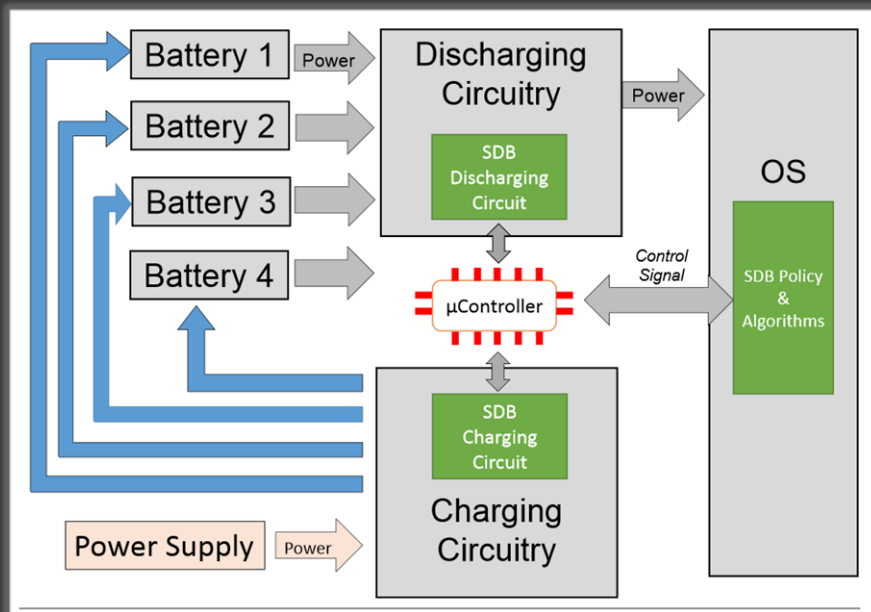 Battery 1
Power
Discharging
Circuitry
Power
Battery 2
SDB
Discharging
Circuit
OS
Battery 3
Battery 4
Control
Signal
μController
SDB Policy
&
Algorithms
SDB
Charging
Circuit
Charging
Circuitry
Power Supply
Power